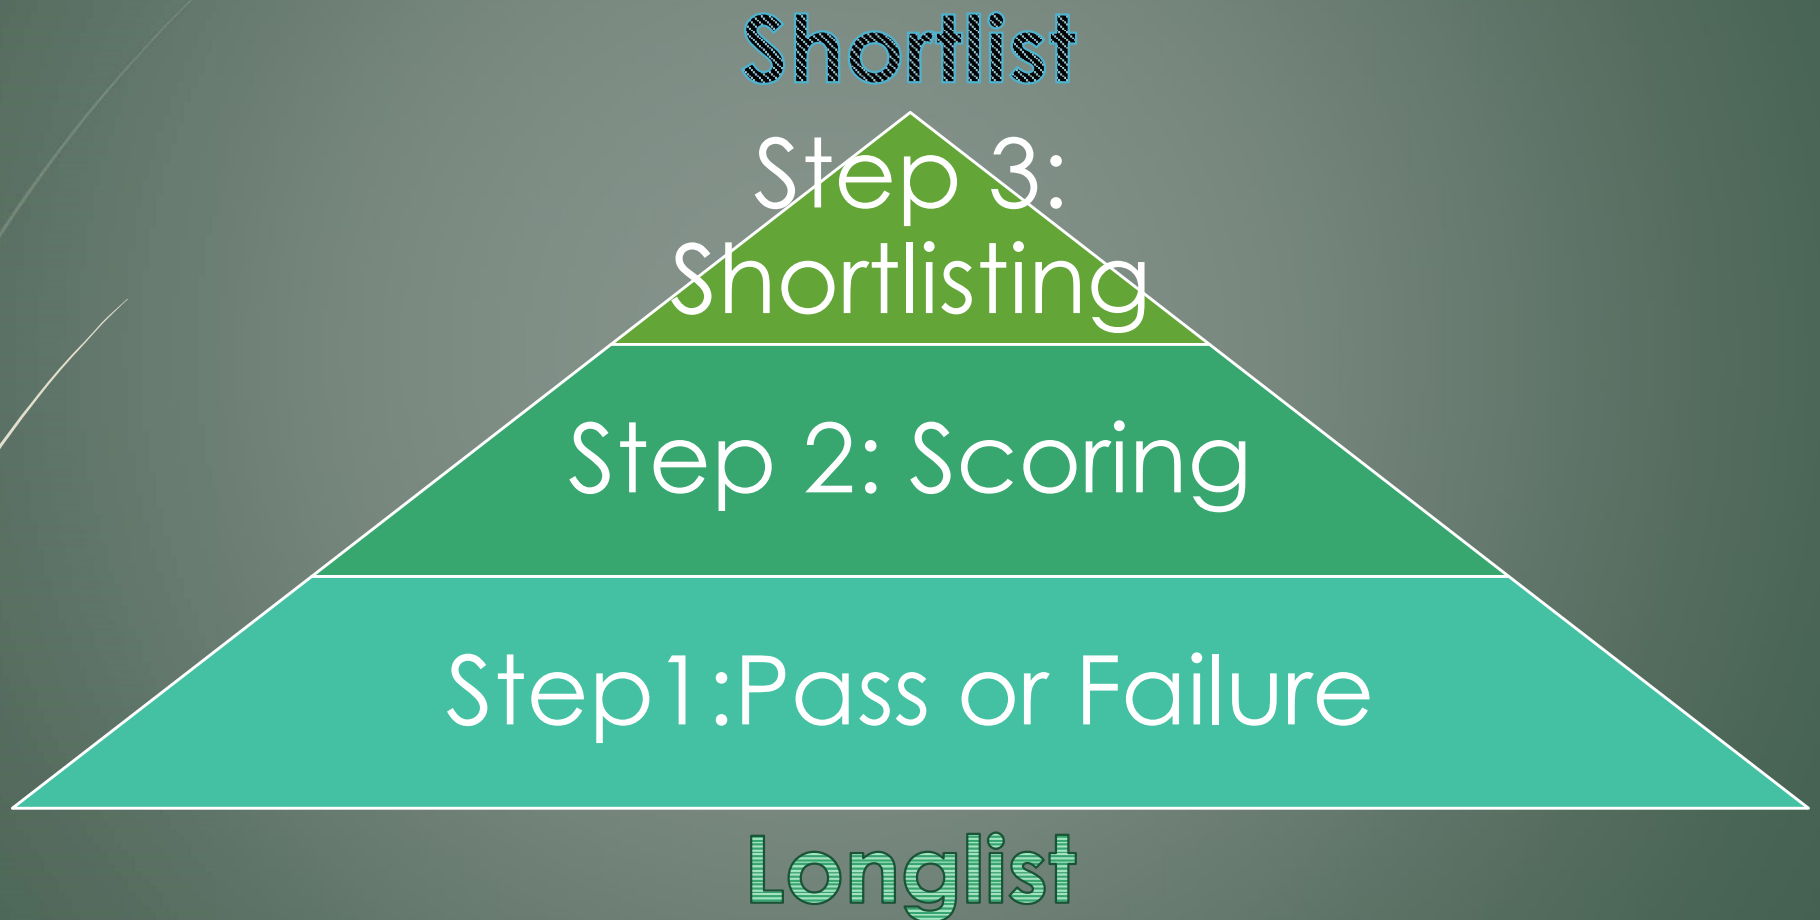 Shortlist
Step 3:
Shortlisting
Step 2: Scoring
Step1:Pass or Failure
Longlist